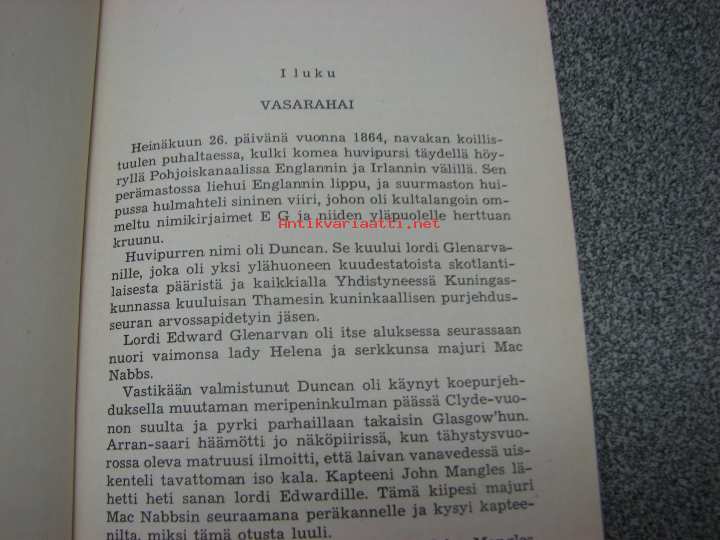 I luku
VASARAHAI
Heinäkuun 26. päivänä vuonna 1864, navakan koillis-
tuulen puhaltaessa, kulki komea huvipursi täydellä höy-
ryllä Pohjoiskanaalissa Englannin ja Irlannin välillä. Sen
perämastossa liehui Englannin lippu, ja suurmaston hui-
pussa hulmahteli sininen viiri, johon oli kultalangoin om-
meltu nimikirjaimet E G ja niiden yläpuolelle herttuan
Antikvariaatti.net
kruunu.
Huvipurren nimi oli Duncan. Se kuului lordi Glenarva-
nille, joka oli yksi ylähuoneen kuudestatoista skotlanti-
laisesta pääristä ja kaikkialla Yhdistyneessä Kuningas-
kunnassa kuuluisan Thamesin kuninkaallisen purjehdus-
seuran arvossapidetyin jäsen.
Lordi Edward Glenarvan oli itse aluksessa seurassaan
nuori vaimonsa lady Helena ja serkkunsa majuri Mac
Nabbs.
Vastikään valmistunut Duncan oli käynyt koepurjeh-
duksella muutaman meripeninkulman päässä Clyde-vuo-
non suulta ja pyrki parhaillaan takaisin Glasgow'hun.
Arran-saari häämötti jo näköpiirissä, kun tähystysvuo-
rossa oleva matruusi ilmoitti, että laivan vanavedessä uis-
kenteli tavattoman iso kala. Kapteeni John Mangles lä-
hetti heti sanan lordi Edwardille. Tämä kiipesi majuri
Mac Nabbsin seuraamana peräkannelle ja kysyi kaptee-
nilta, miksi tämä otusta luuli.
Mangles-